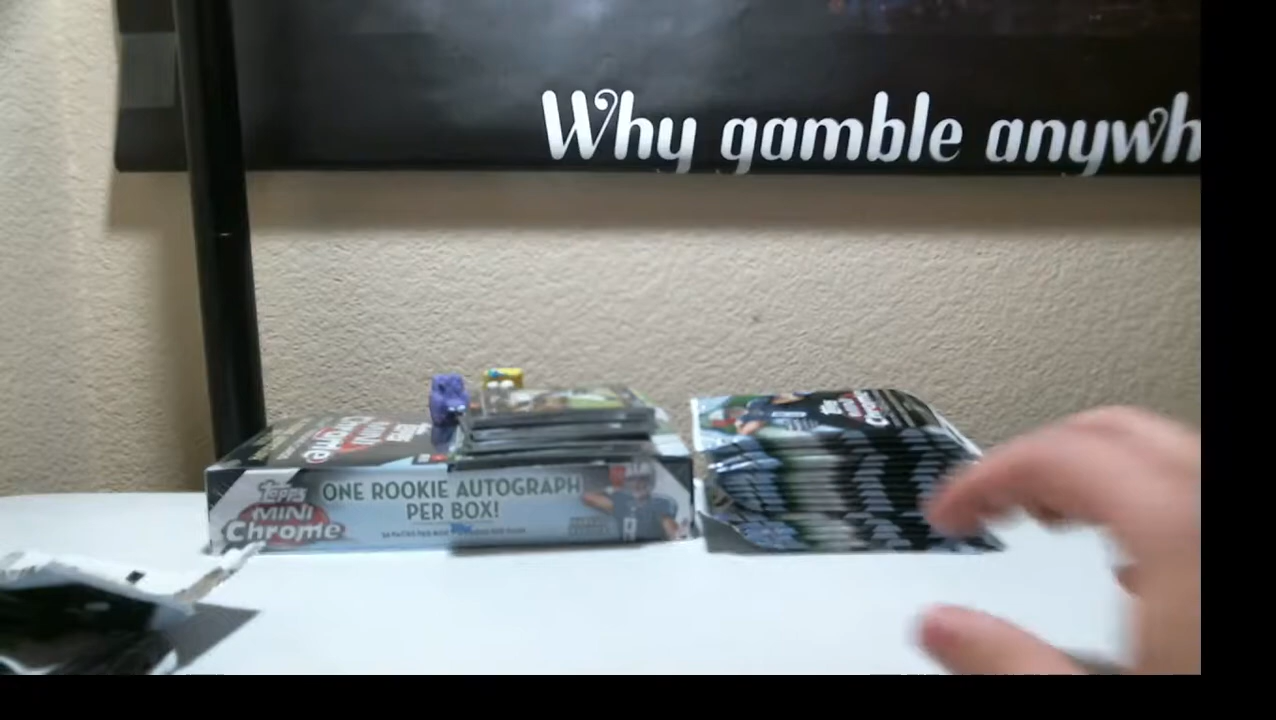 Why gamble anywh
TOPPS
MINI
Chrome
ONE ROOKIE AUTOGRAPH
PER BOX!